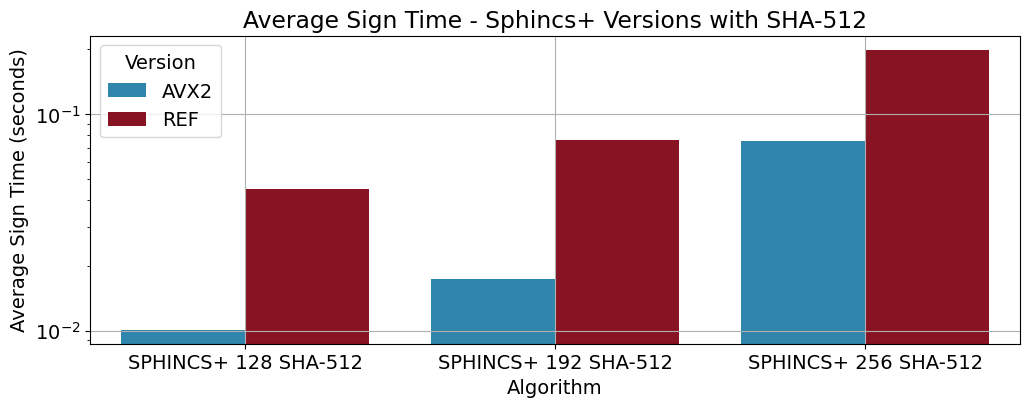 Average Sign Time - Sphincs+ Versions with SHA-512
Average Sign Time (seconds)
Version
AVX2
REF
10⁻¹
10⁻²
SPHINCS+ 128 SHA-512
SPHINCS+ 192 SHA-512
SPHINCS+ 256 SHA-512
Algorithm